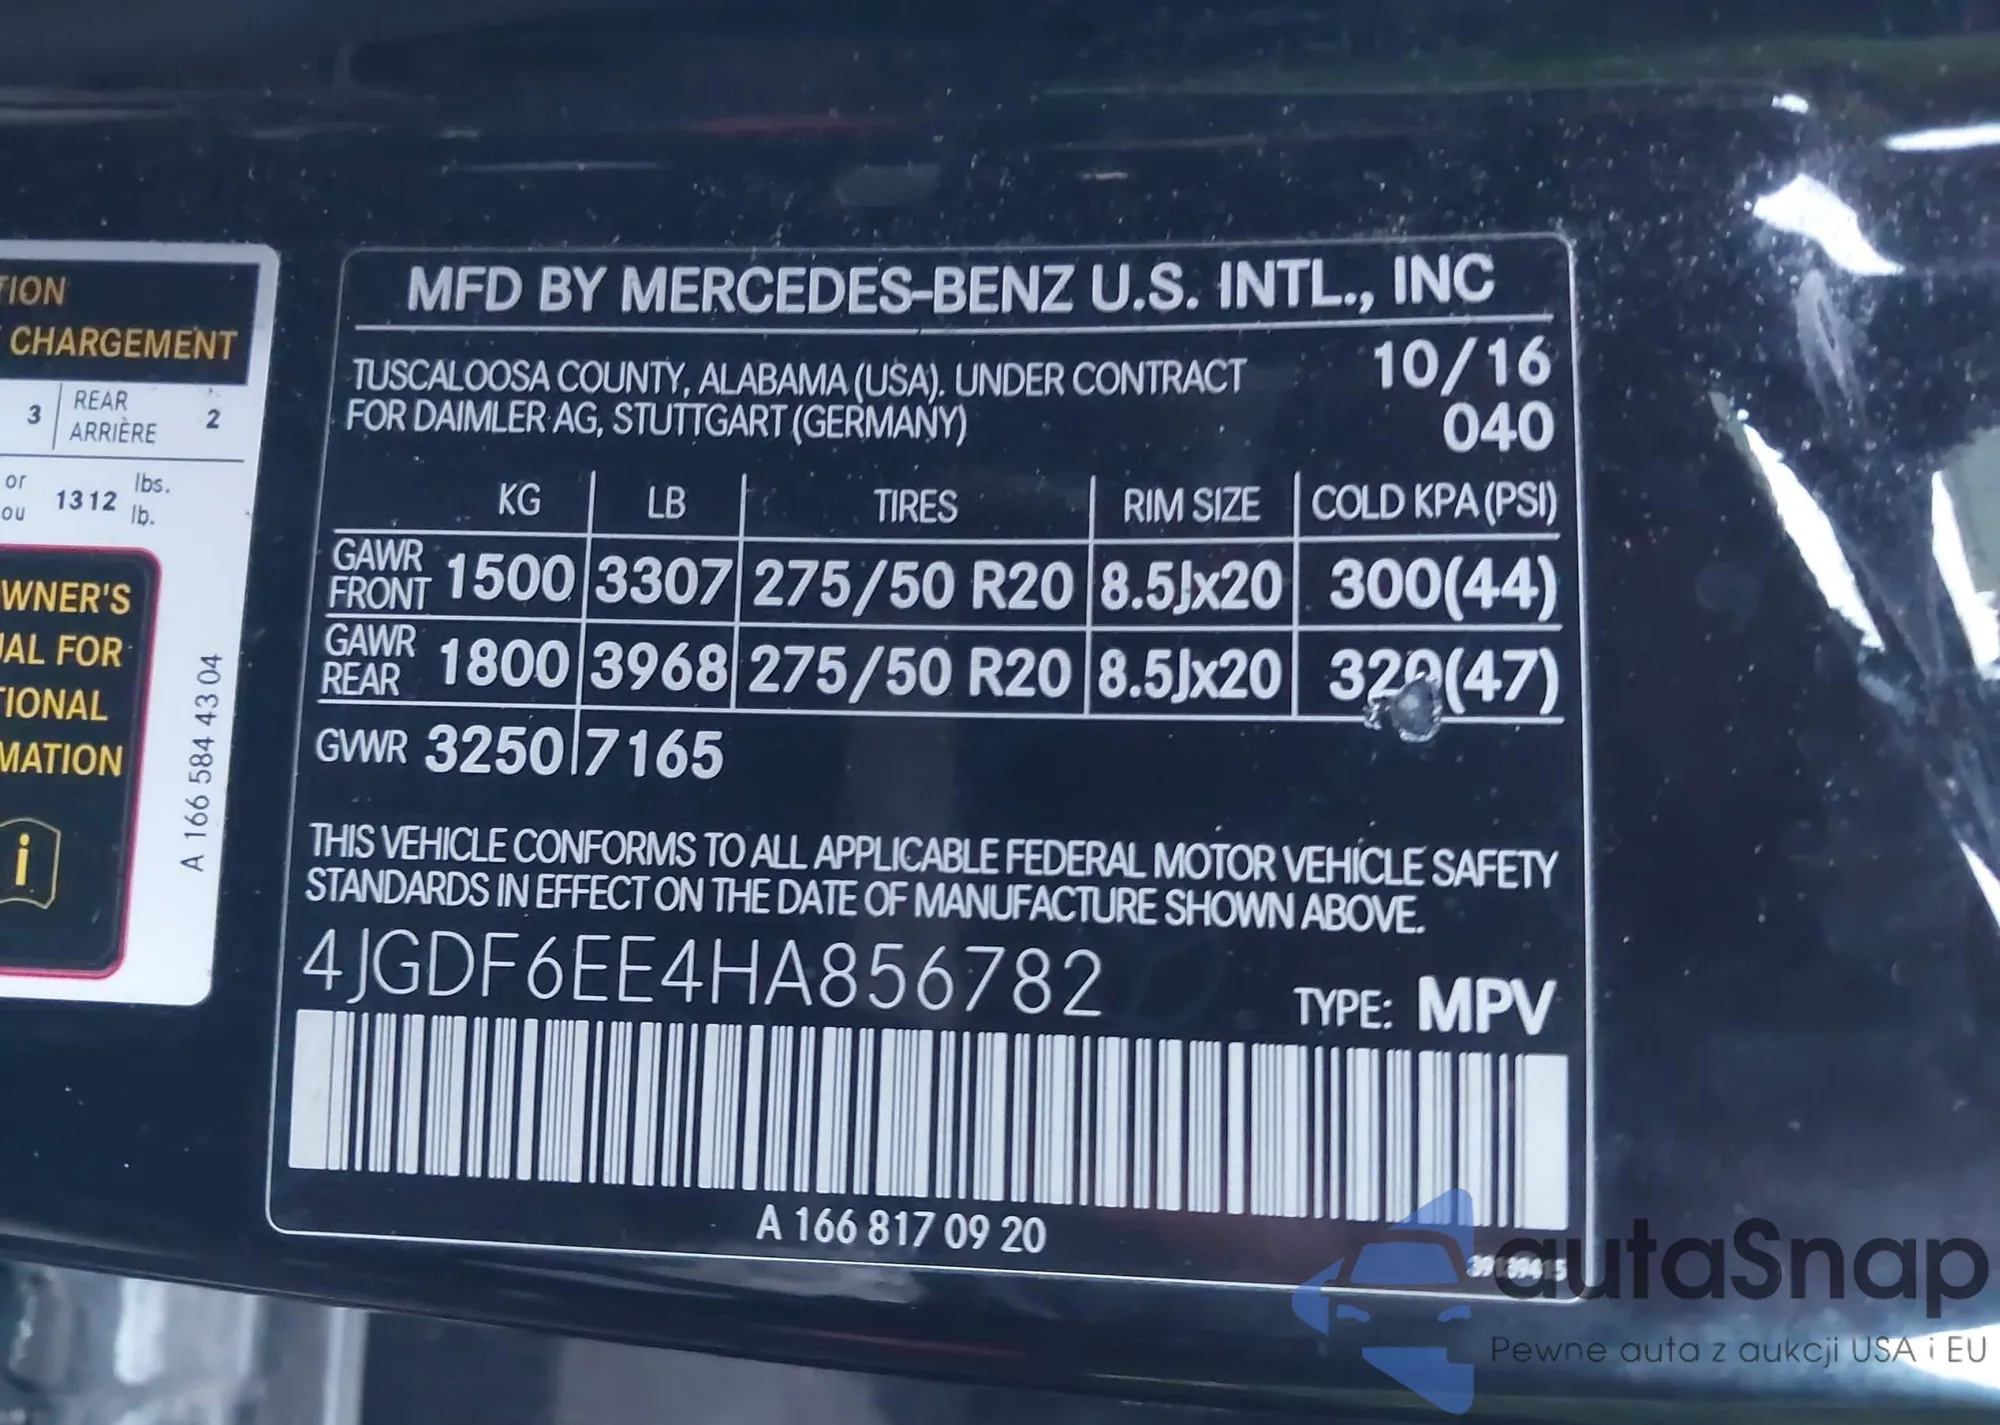 TION
CHARGEMENT
3 REAR 2
ARRIÈRE
or 1312 lbs.
ou lb.
WNER'S
UAL FOR
TIONAL
MATION
i
A 166 584 43 04
MFD BY MERCEDES-BENZ U.S. INTL., INC
TUSCALOOSA COUNTY, ALABAMA (USA). UNDER CONTRACT 10/16
FOR DAIMLER AG, STUTTGART (GERMANY) 040
KG LB TIRES RIM SIZE COLD KPA (PSI)
GAWR FRONT 1500 3307 275/50 R20 8.5Jx20 300(44)
GAWR REAR 1800 3968 275/50 R20 8.5Jx20 320(47)
GVWR 3250 7165
THIS VEHICLE CONFORMS TO ALL APPLICABLE FEDERAL MOTOR VEHICLE SAFETY
STANDARDS IN EFFECT ON THE DATE OF MANUFACTURE SHOWN ABOVE.
4JGDF6EE4HA856782
TYPE: MPV
A 166 817 09 20
autaSnap
Pewne auta z aukcji USA i EU